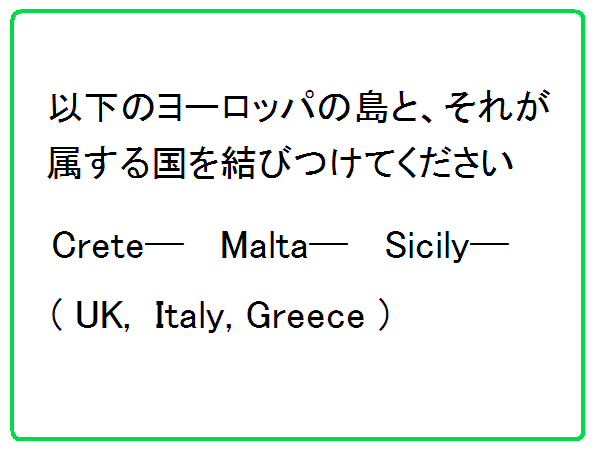 以下のヨーロッパの島と、それが
属する国を結びつけてください
Crete― Malta― Sicily―
( UK, Italy, Greece )